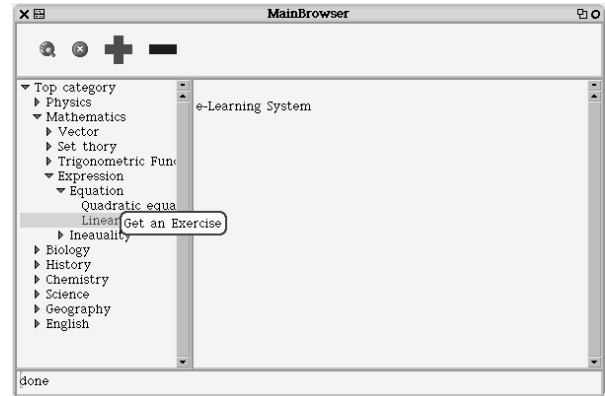 MainBrowser
Top category
Physics
Mathematics
Vector
Set thory
Trigonometric Func
Expression
Equation
Quadratic equa
Linear
Get an Exercise
Ineauality
Biology
History
Chemistry
Science
Geography
English
e-Learning System
done